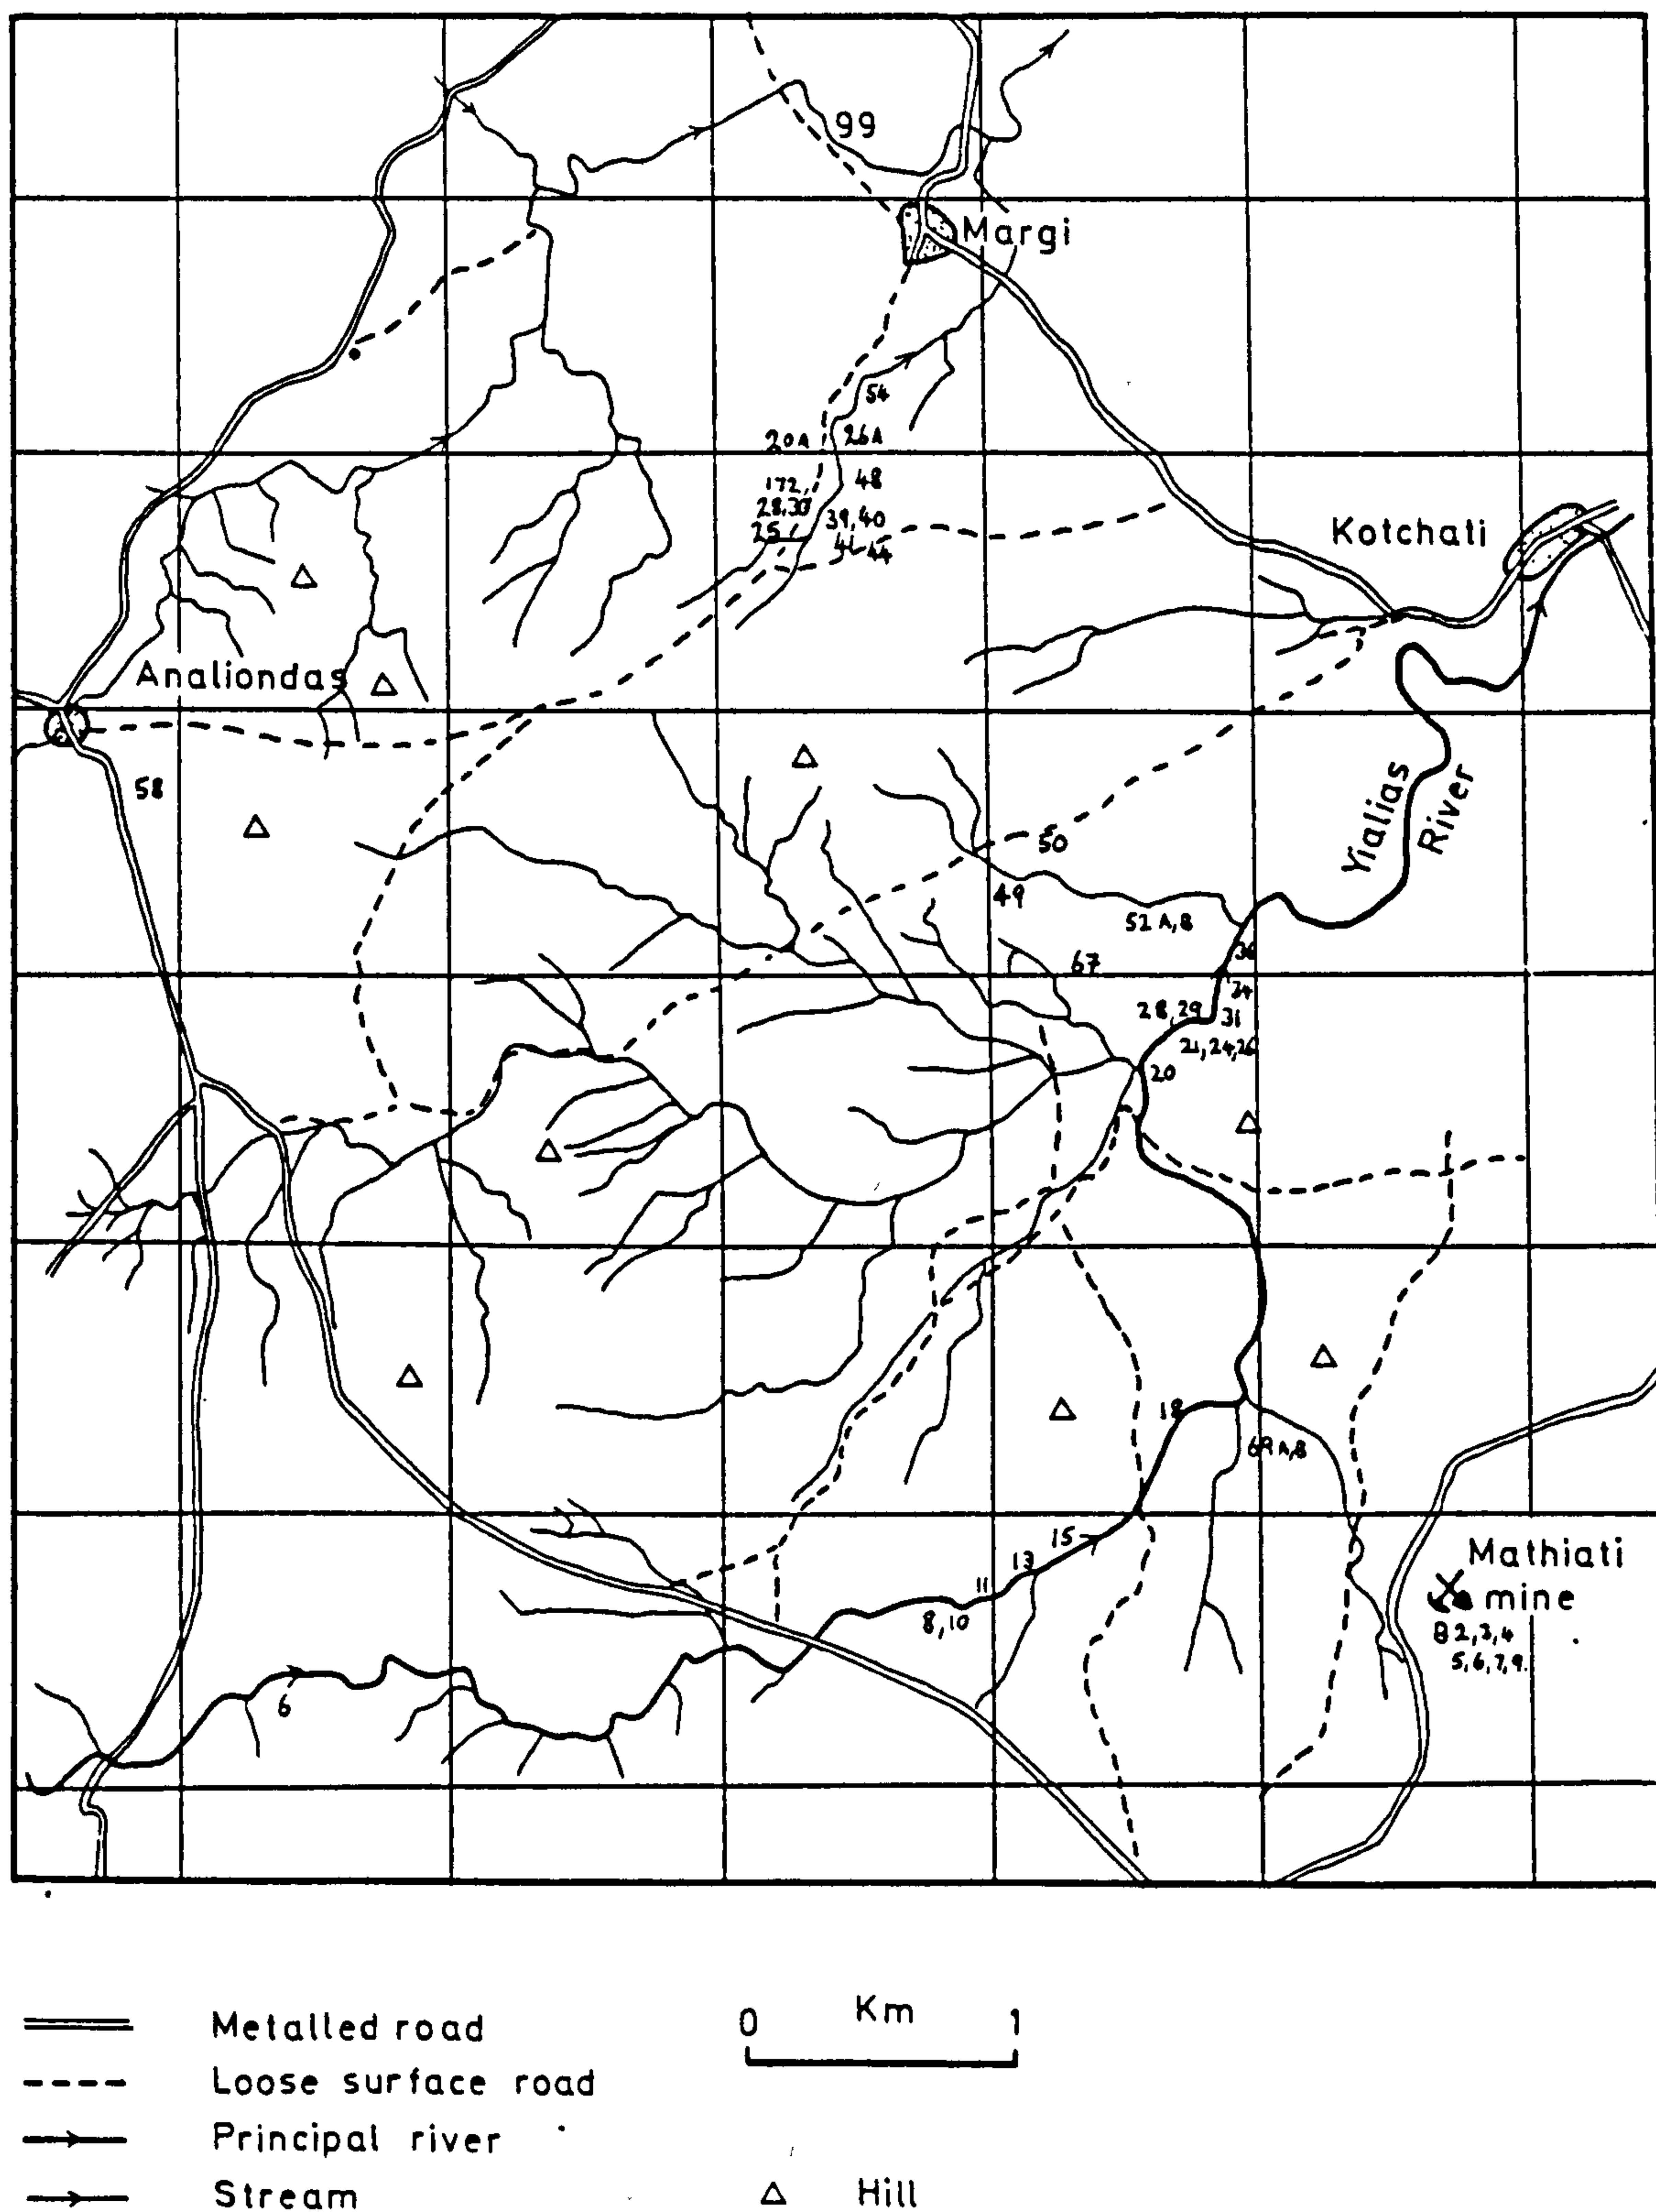 99
Margi
54
20A
26A
48
172,
28,30
25
39,40
41
44
Kotchati
Analiondas
58
Yialias
River
50
49
52 A,B
36
67
34
28,29
31
21,24,26
20
18
69 A,B
15
13
11
8,10
6
Mathiati
mine
B 2,3,4
5,6,7,9.
Metalled road
Loose surface road
Principal river
Stream
0 Km 1
Hill